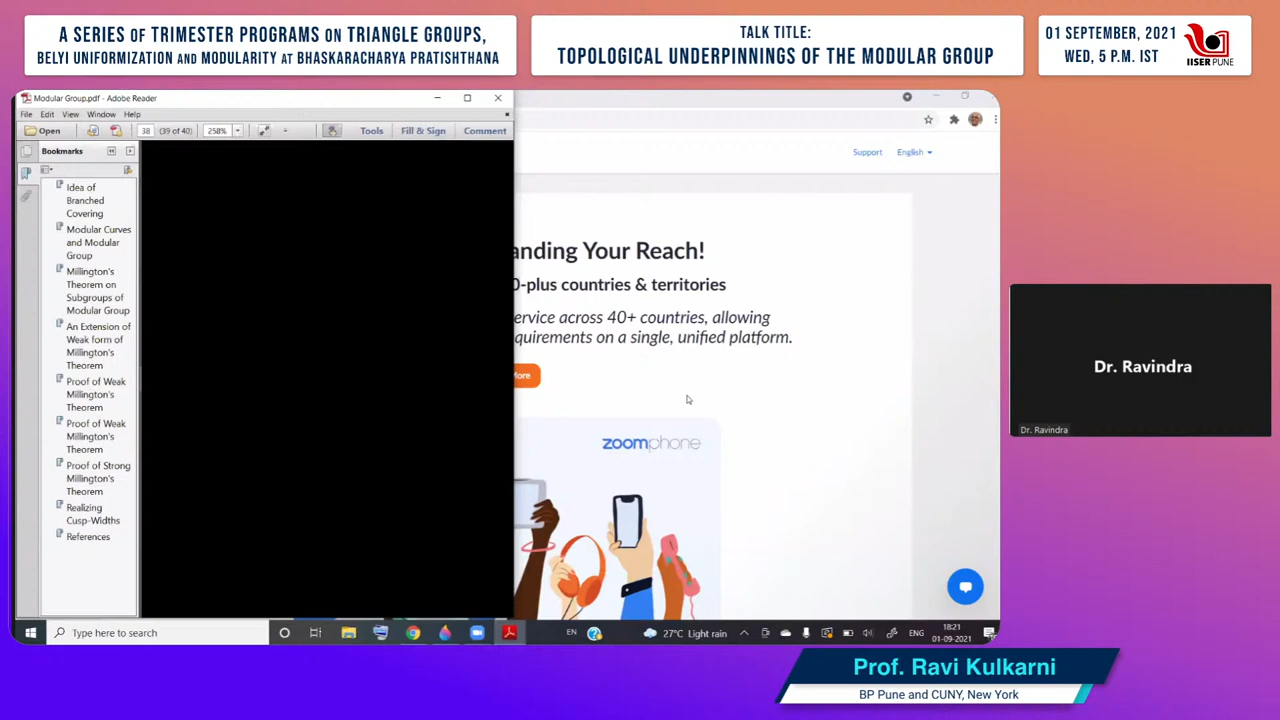 A SERIES OF TRIMESTER PROGRAMS ON TRIANGLE GROUPS,
BELYI UNIFORMIZATION AND MODULARITY AT BHASKARACHARYA PRATISHTHANA
TALK TITLE:
TOPOLOGICAL UNDERPINNINGS OF THE MODULAR GROUP
01 SEPTEMBER, 2021
WED, 5 P.M. IST
IISER PUNE
Modular Group.pdf - Adobe Reader
File Edit View Window Help
Open
38
(39 of 40)
258%
Tools
Fill & Sign
Comment
Bookmarks
Idea of
Branched
Covering
Modular Curves
and Modular
Group
Millington's
Theorem on
Subgroups of
Modular Group
An Extension of
Weak form of
Millington's
Theorem
Proof of Weak
Millington's
Theorem
Proof of Weak
Millington's
Theorem
Proof of Strong
Millington's
Theorem
Realizing
Cusp-Widths
References
Support
English
anding Your Reach!
0-plus countries & territories
ervice across 40+ countries, allowing
quirements on a single, unified platform.
More
zoomphone
Dr. Ravindra
Dr. Ravindra
Type here to search
EN
27°C Light rain
ENG
18:21
01-09-2021
Prof. Ravi Kulkarni
BP Pune and CUNY, New York